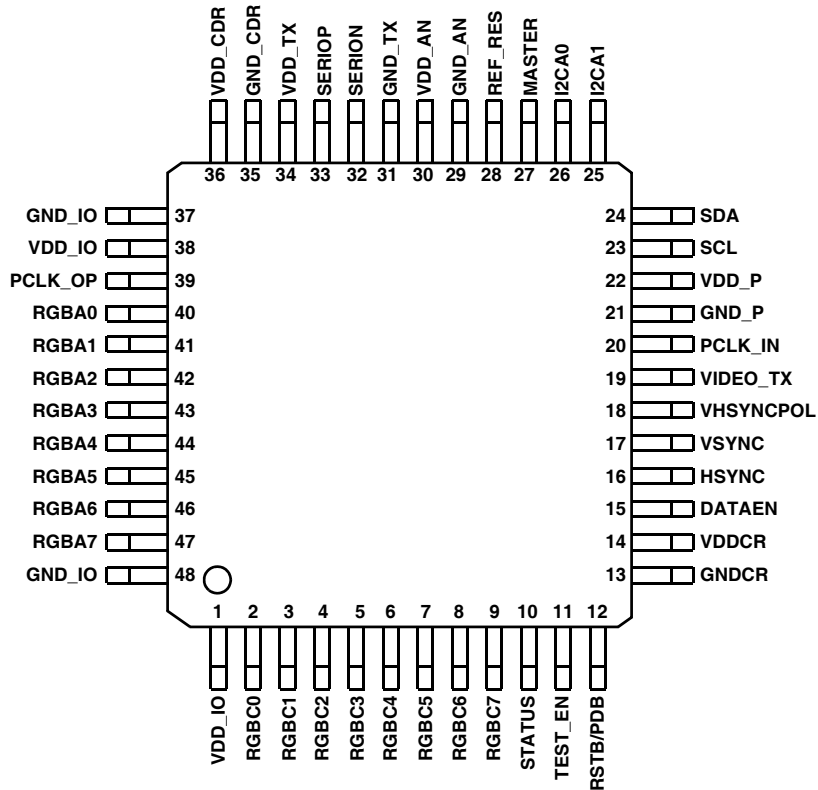 VDD_CDR
GND_CDR
VDD_TX
SERIOP
SERION
GND_TX
VDD_AN
GND_AN
REF_RES
MASTER
I2CA0
I2CA1
36 35 34 33 32 31 30 29 28 27 26 25
GND_IO 37 24 SDA
VDD_IO 38 23 SCL
PCLK_OP 39 22 VDD_P
RGBA0 40 21 GND_P
RGBA1 41 20 PCLK_IN
RGBA2 42 19 VIDEO_TX
RGBA3 43 18 VHSYNCPOL
RGBA4 44 17 VSYNC
RGBA5 45 16 HSYNC
RGBA6 46 15 DATAEN
RGBA7 47 14 VDDCR
GND_IO 48 13 GNDCR
1 2 3 4 5 6 7 8 9 10 11 12
VDD_IO
RGBC0
RGBC1
RGBC2
RGBC3
RGBC4
RGBC5
RGBC6
RGBC7
STATUS
TEST_EN
RSTB/PDB